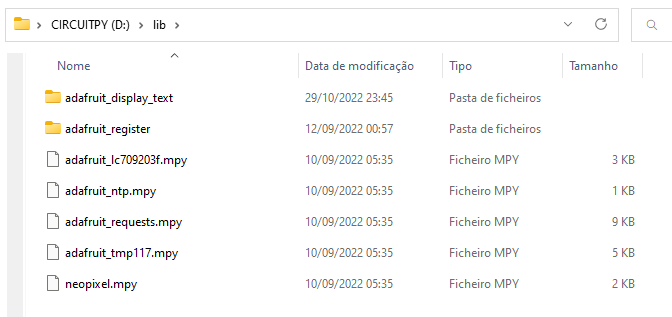 CIRCUITPY (D:) > lib >
Nome Data de modificação Tipo Tamanho
adafruit_display_text 29/10/2022 23:45 Pasta de ficheiros
adafruit_register 12/09/2022 00:57 Pasta de ficheiros
adafruit_lc709203f.mpy 10/09/2022 05:35 Ficheiro MPY 3 KB
adafruit_ntp.mpy 10/09/2022 05:35 Ficheiro MPY 1 KB
adafruit_requests.mpy 10/09/2022 05:35 Ficheiro MPY 9 KB
adafruit_tmp117.mpy 10/09/2022 05:35 Ficheiro MPY 5 KB
neopixel.mpy 10/09/2022 05:35 Ficheiro MPY 2 KB